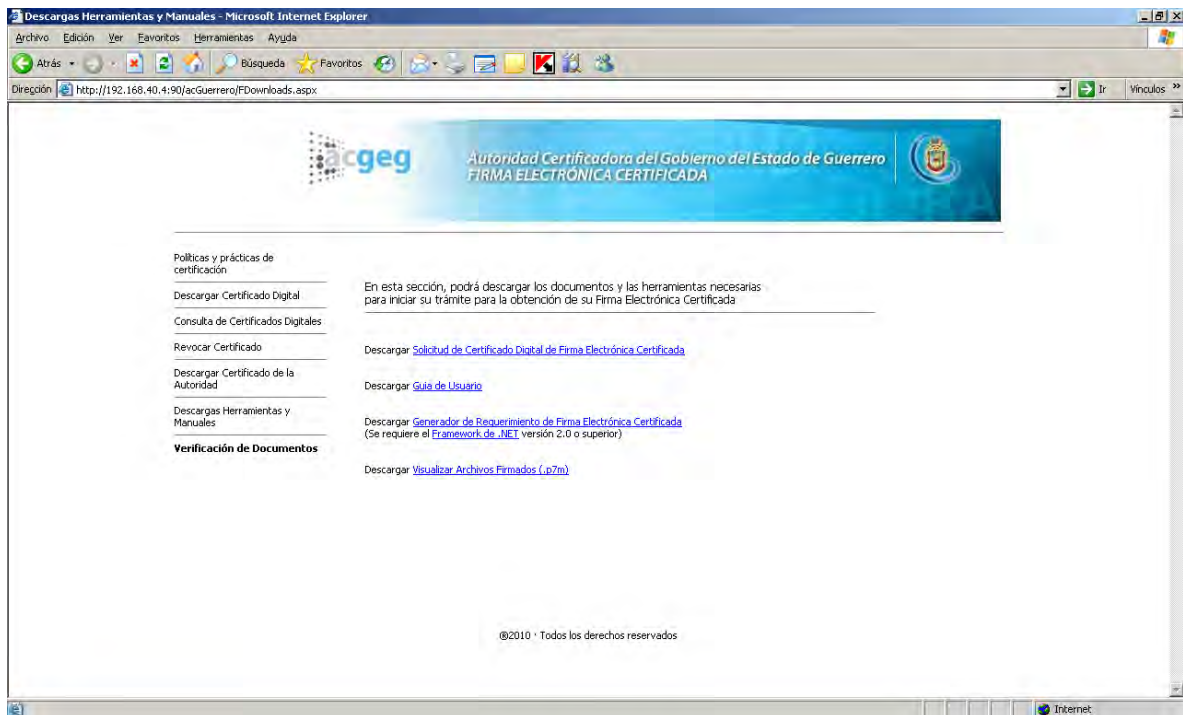 Descargas Herramientas y Manuales - Microsoft Internet Explorer
Archivo Edición Ver Favoritos Herramientas Ayuda
Atrás Búsqueda Favoritos
Dirección http://192.168.40.4:90/acGuerrero/FDownloads.aspx Ir Vínculos »
acgeg
Autoridad Certificadora del Gobierno del Estado de Guerrero
FIRMA ELECTRÓNICA CERTIFICADA
Políticas y prácticas de
certificación
Descargar Certificado Digital
Consulta de Certificados Digitales
Revocar Certificado
Descargar Certificado de la
Autoridad
Descargas Herramientas y
Manuales
Verificación de Documentos
En esta sección, podrá descargar los documentos y las herramientas necesarias
para iniciar su trámite para la obtención de su Firma Electrónica Certificada
Descargar Solicitud de Certificado Digital de Firma Electrónica Certificada
Descargar Guia de Usuario
Descargar Generador de Requerimiento de Firma Electrónica Certificada
(Se requiere el Framework de .NET versión 2.0 o superior)
Descargar Visualizar Archivos Firmados (.p7m)
®2010 · Todos los derechos reservados
Internet